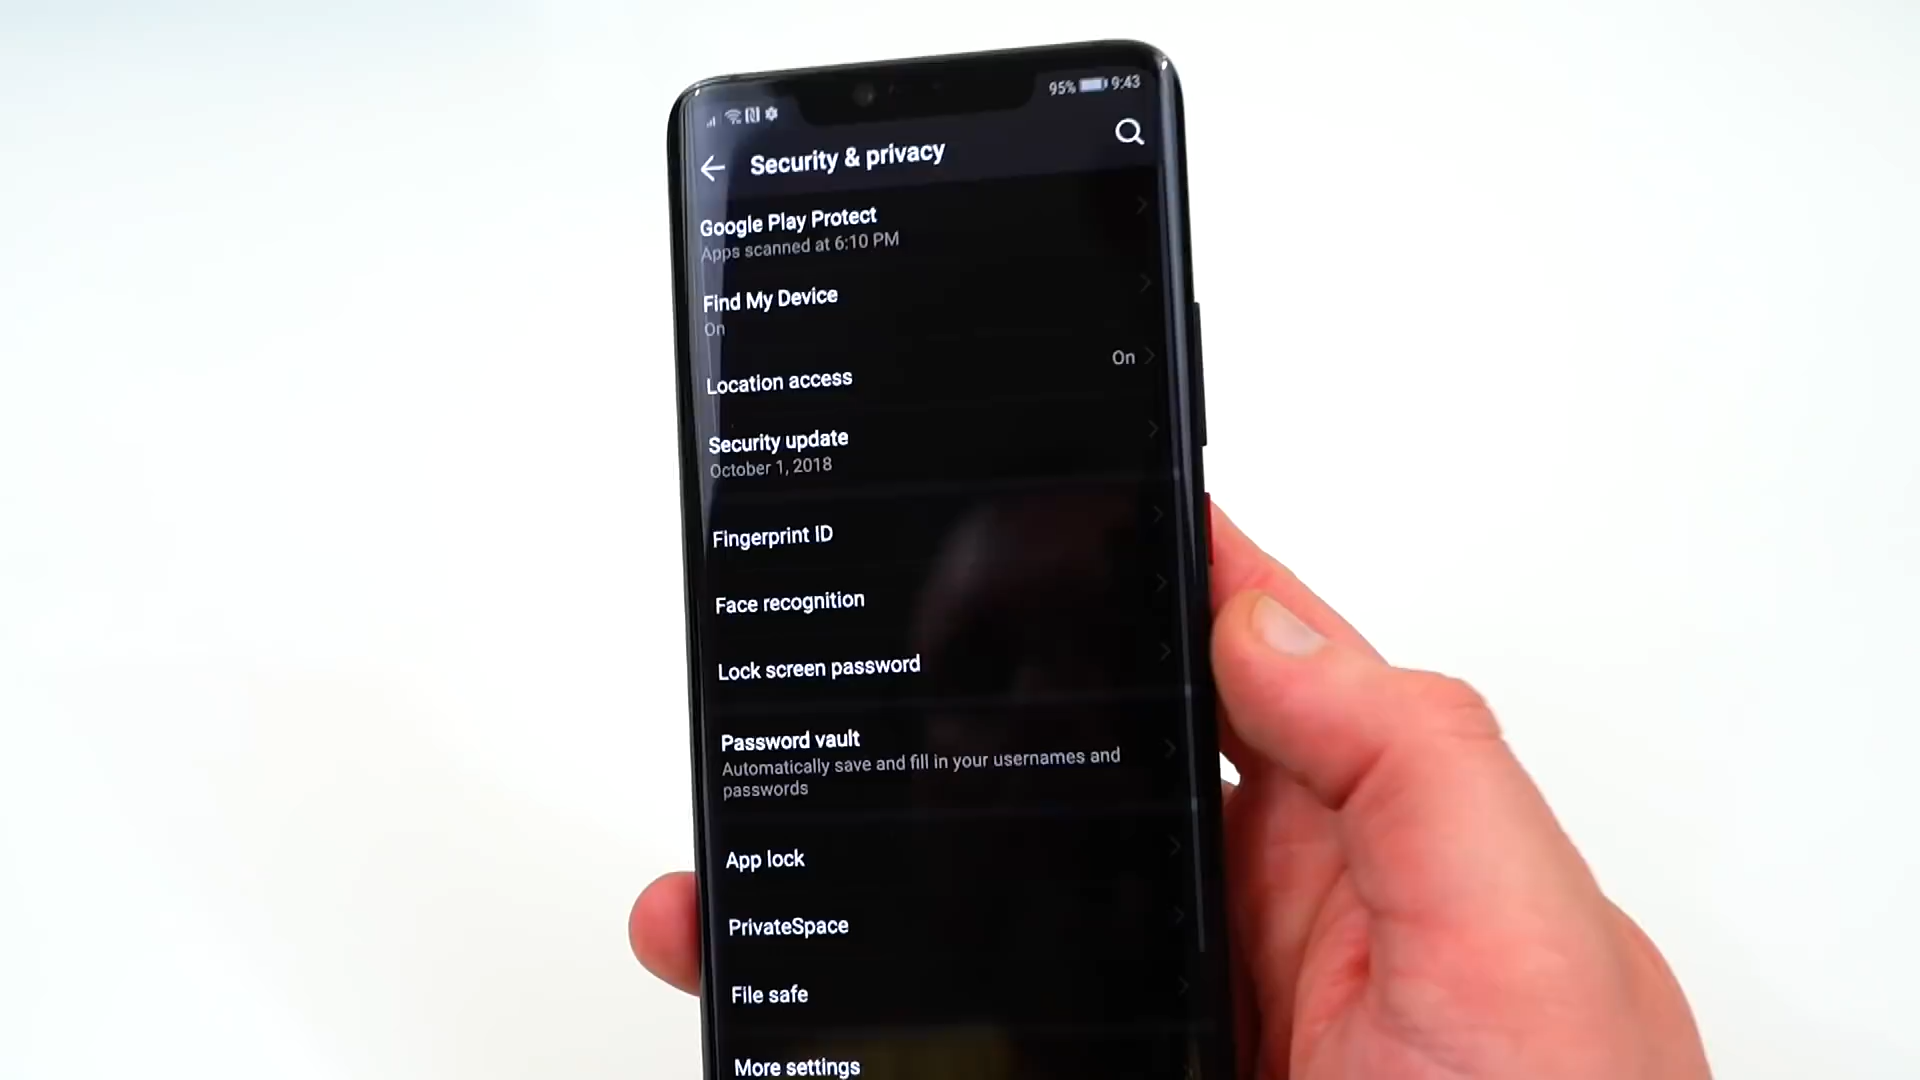 95% 9:43
Security & privacy
Google Play Protect
Apps scanned at 6:10 PM
Find My Device
On
Location access
On
Security update
October 1, 2018
Fingerprint ID
Face recognition
Lock screen password
Password vault
Automatically save and fill in your usernames and
passwords
App lock
PrivateSpace
File safe
More settings